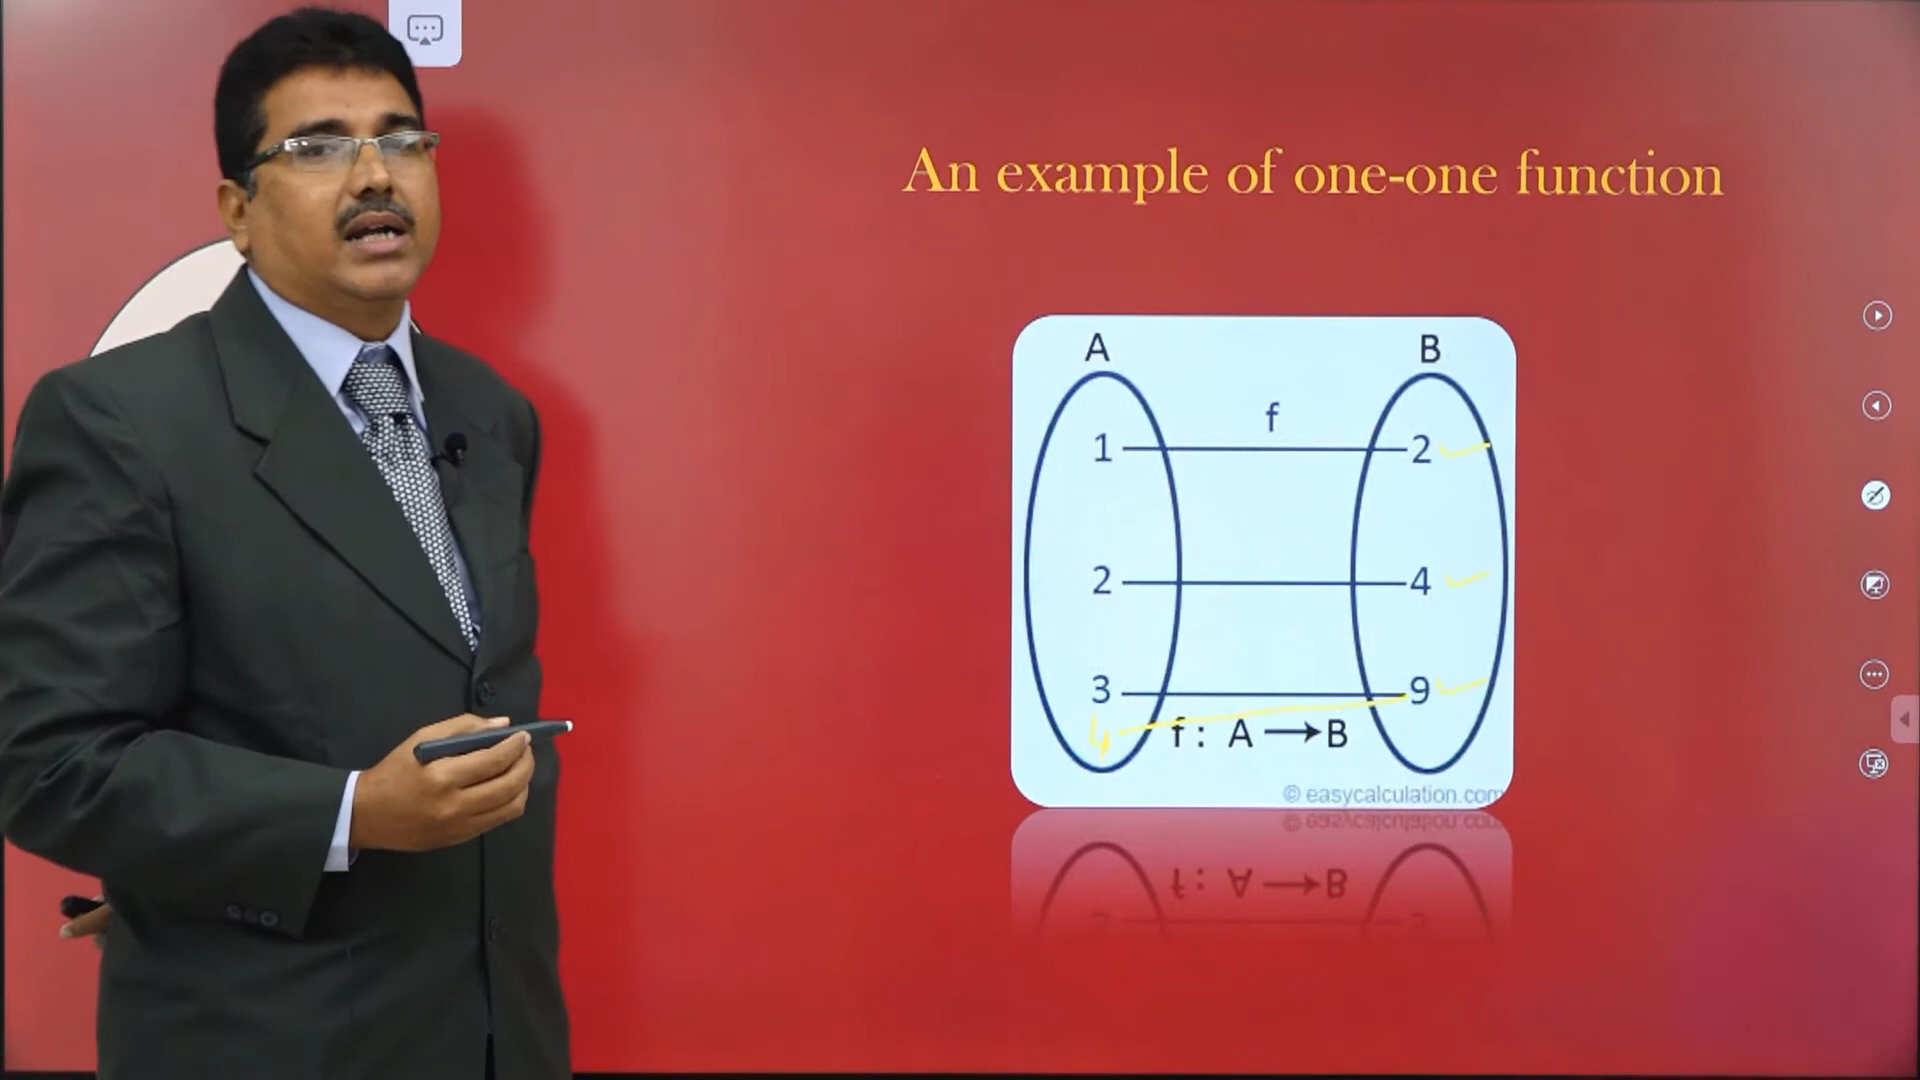 An example of one-one function
A B
f
1 2
2 4
3 9
4
f : A → B
© easycalculation.com